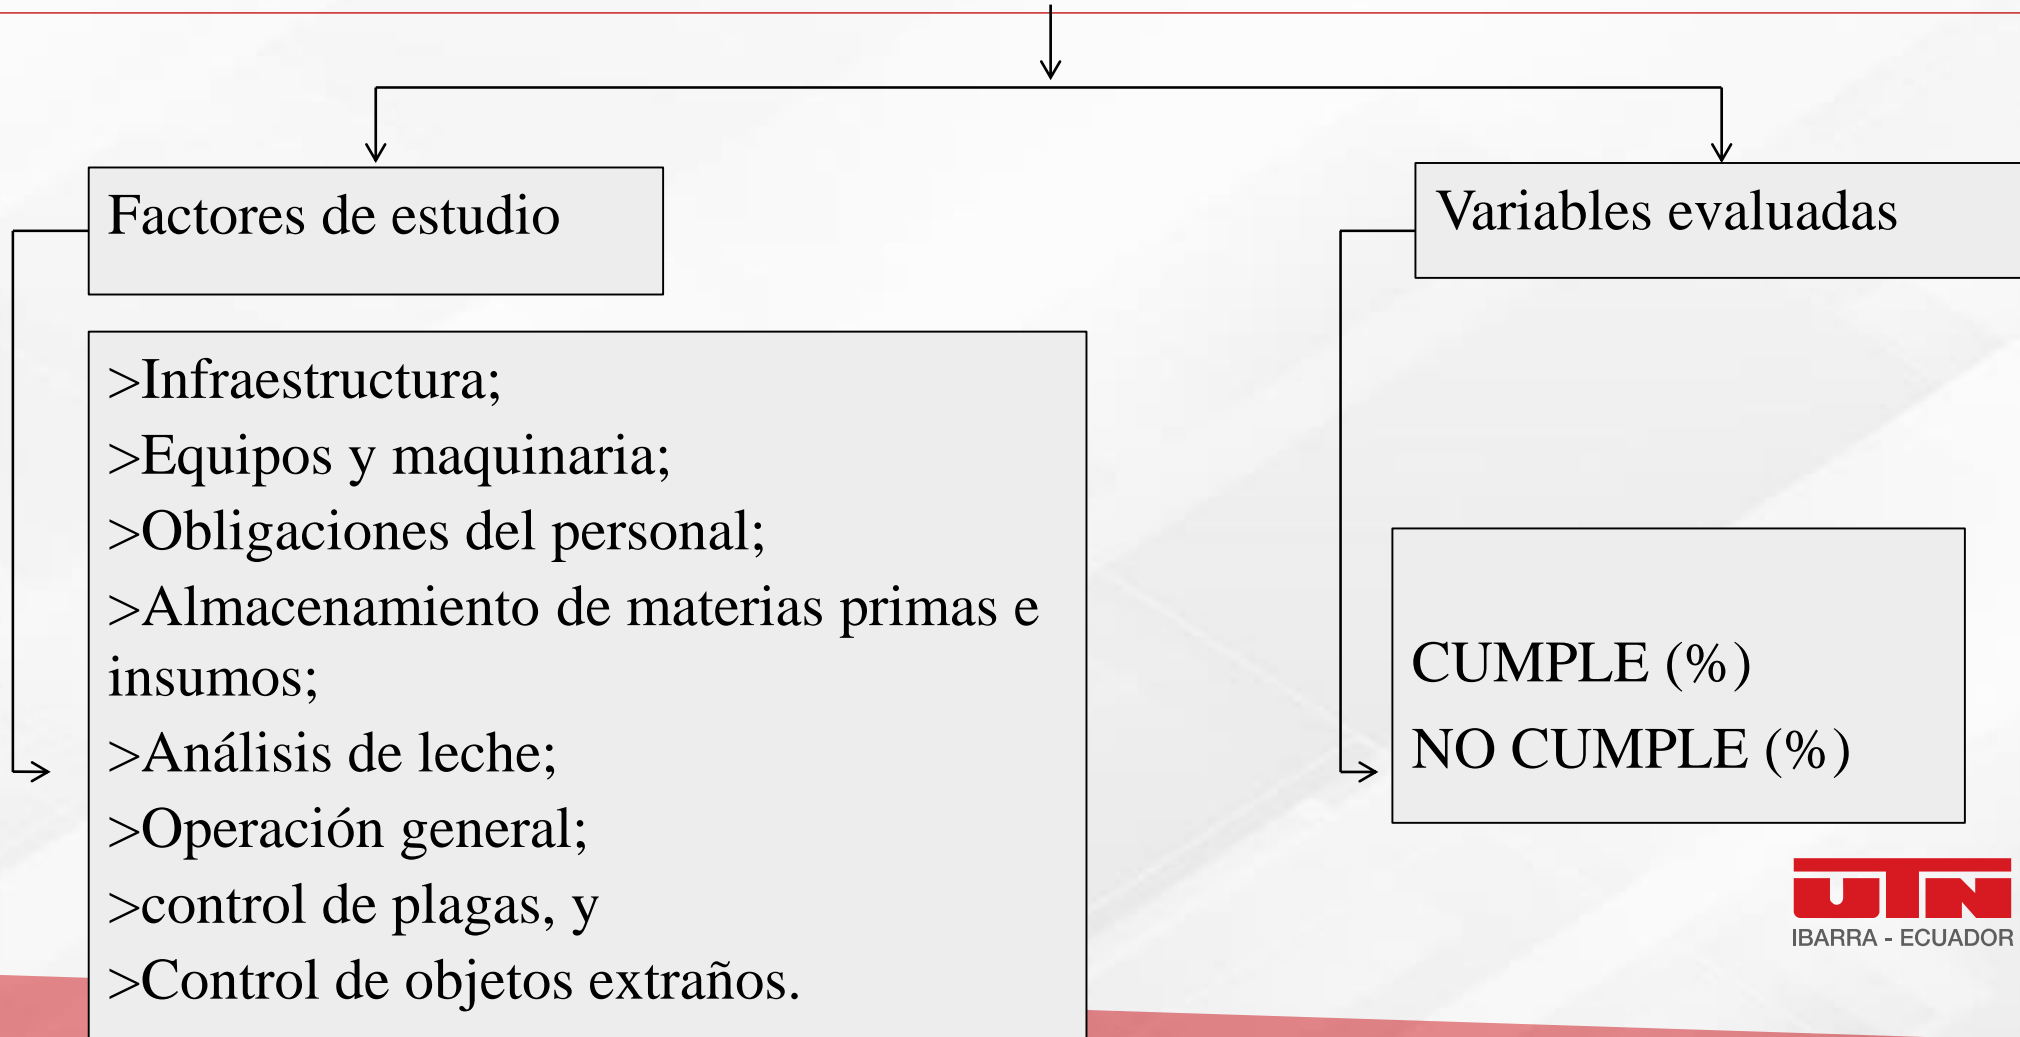 Factores de estudio
Variables evaluadas
>Infraestructura;
>Equipos y maquinaria;
>Obligaciones del personal;
>Almacenamiento de materias primas e
insumos;
>Análisis de leche;
>Operación general;
>control de plagas, y
>Control de objetos extraños.
CUMPLE (%)
NO CUMPLE (%)
UTN
IBARRA - ECUADOR